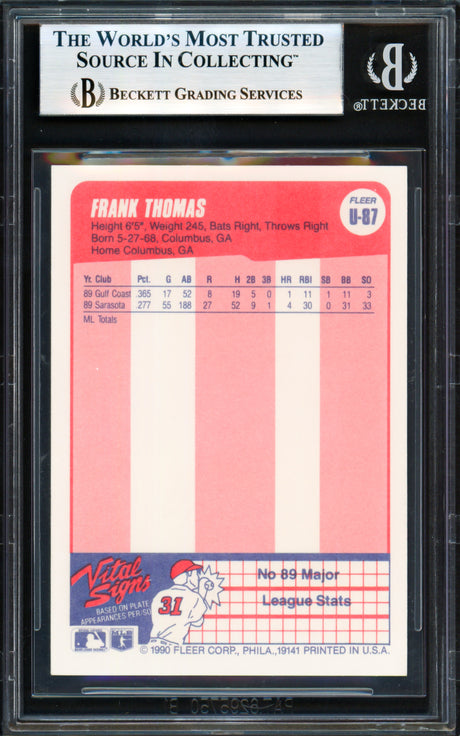 THE WORLD'S MOST TRUSTED
SOURCE IN COLLECTING™
B BECKETT GRADING SERVICES
B
BECKETT®
FRANK THOMAS
FLEER
U-87
Height 6'5", Weight 245, Bats Right, Throws Right
Born 5-27-68, Columbus, GA
Home Columbus, GA
Yr. Club Pct. G AB R H 2B 3B HR RBI SB BB SO
89 Gulf Coast .365 17 52 8 19 5 0 1 11 1 11 3
89 Sarasota .277 55 188 27 52 9 1 4 30 0 31 33
ML Totals
Vital
Signs
BASED ON PLATE
APPEARANCES PER/SO
31
No 89 Major
League Stats
© 1990 FLEER CORP., PHILA., 19141 PRINTED IN U.S.A.